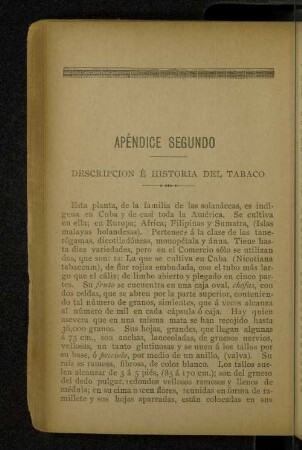 APÉNDICE SEGUNDO
DESCRIPCION É HISTORIA DEL TABACO
Esta planta, de la familia de las solanáceas, es indí-
gena en Cuba y de casi toda la América. Se cultiva
en ella; en Europa; Africa; Filipinas y Sumatra, (Islas
malayas holandesas). Pertenece á la clase de las fane-
rógamas, dicotiledóneas, monopétala y ánua. Tiene has-
ta diez variedades, pero en el Comercio sólo se utilizan
dos, que son: 1a: La que se cultiva en Cuba (Nicotiana
tabaccum), de flor rojiza embudada, con el tubo más lar-
go que el cáliz; de limbo abierto y plegado en cinco par-
tes. Su fruto se encuentra en una caja oval, con
dos celdas, que se abren por la parte superior, contenien-
do tal número de granos, simientes, que á veces alcanza
al número de mil en cada cápsula ó caja. Hay quien
asevera que en una misma mata se han recojido hasta
36,000 granos. Sus hojas, grandes, que llegan algunas
á 75 cm., son anchas, lanceoladas, de gruesos nervios,
vellosas, un tanto glutinosas y se unen á los tallos por
su base, ó pecíolo, por medio de un anillo, (valva). Su
raíz es ramosa, fibrosa, de color blanco. Los tallos sue-
len alcanzar de 3 á 5 piés, (85 á 170 cm.); son del grueso
del dedo pulgar, redondos vellosos ramosos y llenos de
médula; en su cima nacen flores, reunidas en forma de ra-
millete y sus hojas aparradas, están colocadas en sus